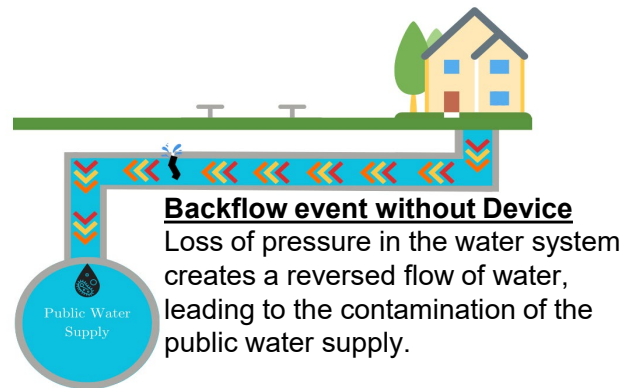 Backflow event without Device
Loss of pressure in the water system
creates a reversed flow of water,
leading to the contamination of the
public water supply.
Public Water
Supply